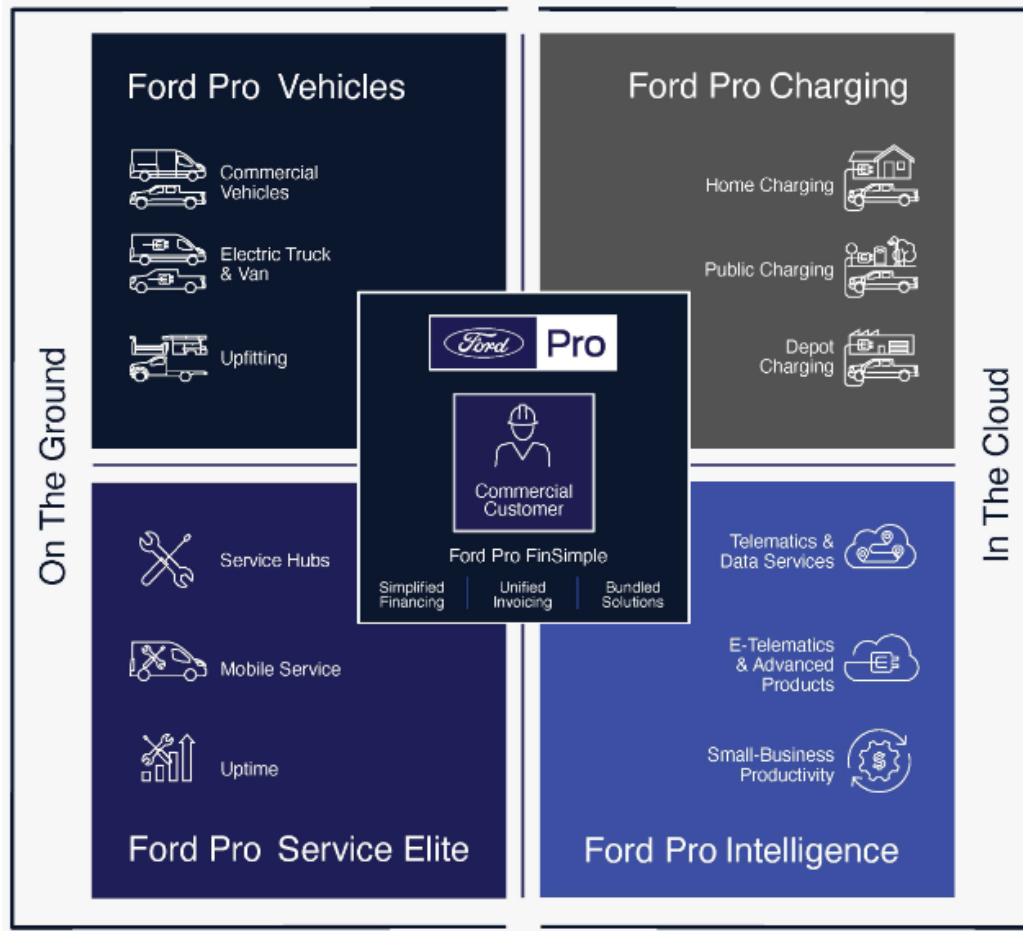 Ford Pro Vehicles
Commercial
Vehicles
Electric Truck
& Van
Upfitting
Ford Pro Charging
Home Charging
Public Charging
Depot
Charging
On The Ground
Ford Pro
Commercial
Customer
Ford Pro FinSimple
Simplified
Financing
Unified
Invoicing
Bundled
Solutions
In The Cloud
Service Hubs
Mobile Service
Uptime
Ford Pro Service Elite
Telematics &
Data Services
E-Telematics
& Advanced
Products
$
Small-Business
Productivity
Ford Pro Intelligence